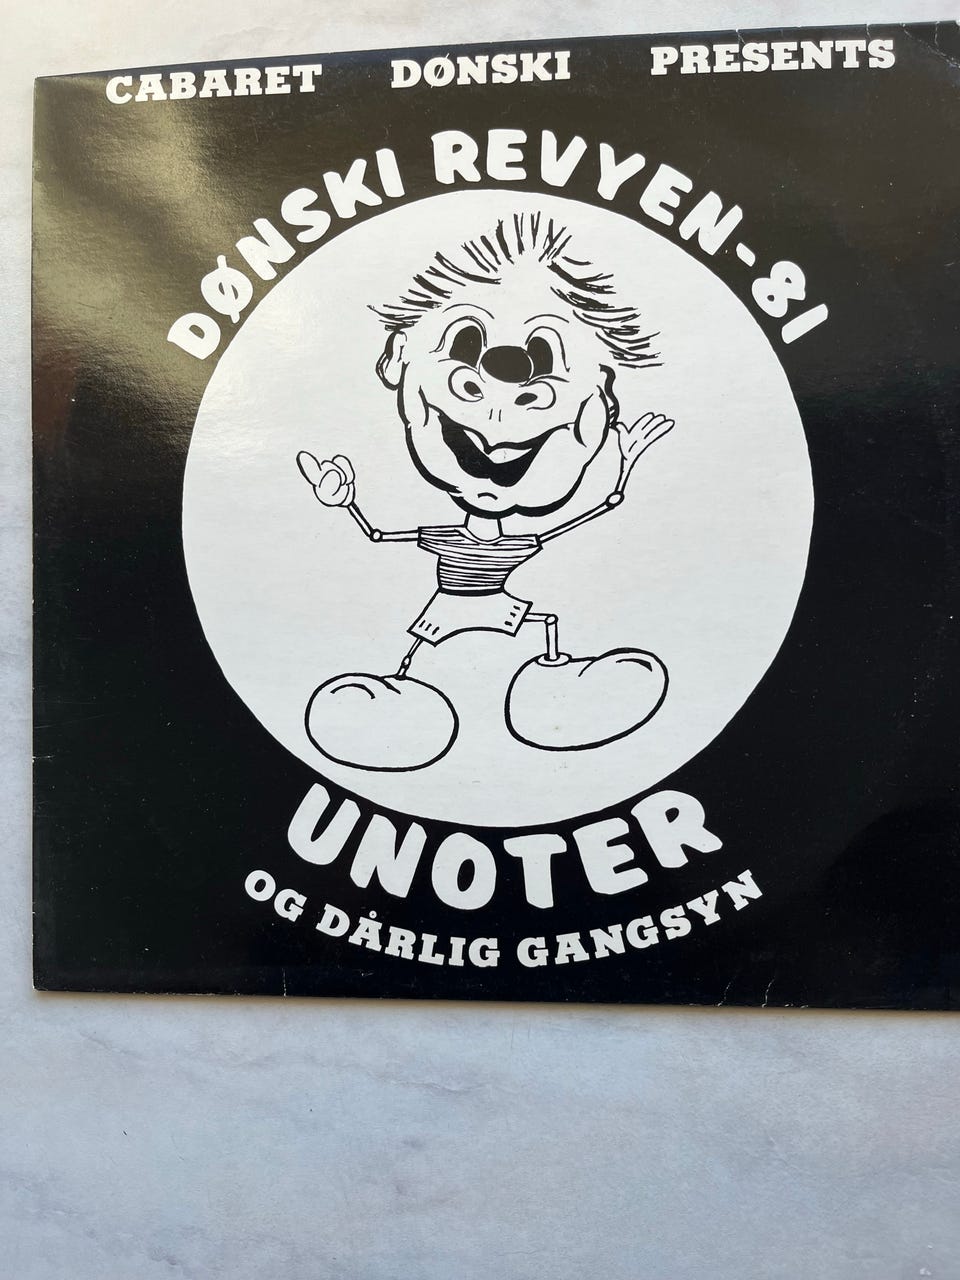 CABARET DØNSKI PRESENTS
DØNSKI REVYEN-81
UNOTER
OG DÅRLIG GANGSYN